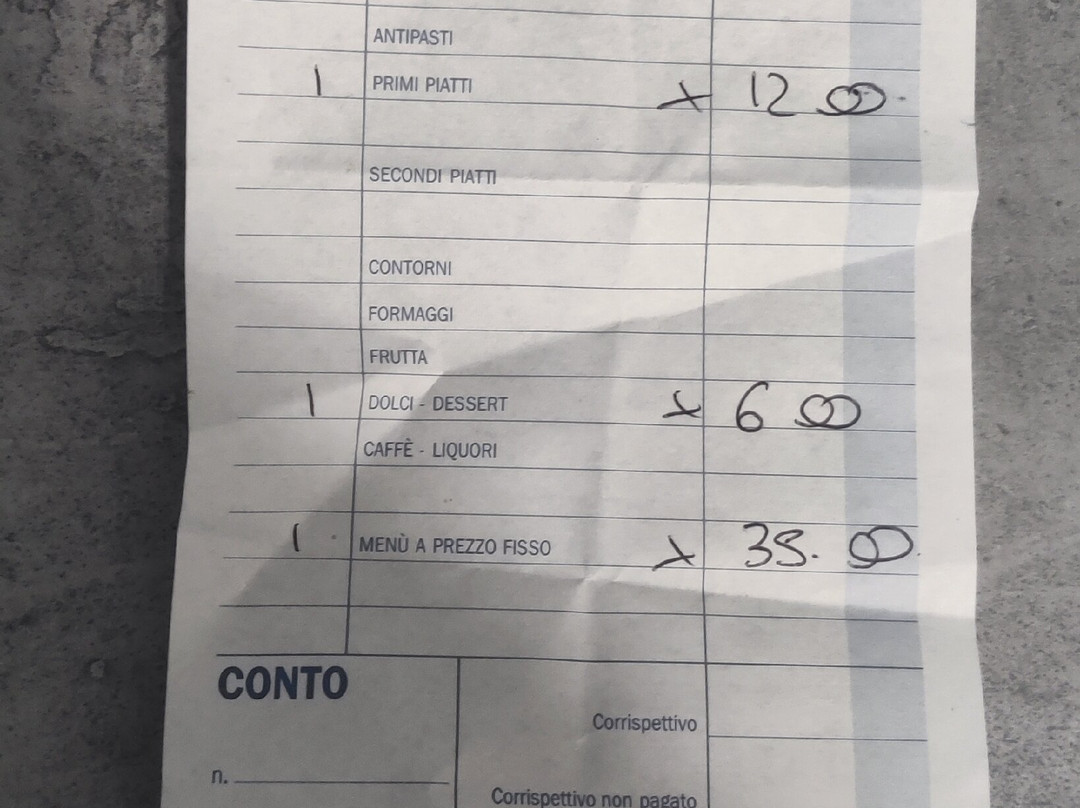 ANTIPASTI
1 PRIMI PIATTI x 12 00
SECONDI PIATTI
CONTORNI
FORMAGGI
FRUTTA
1 DOLCI - DESSERT x 6 00
CAFFÈ - LIQUORI
1 MENÙ A PREZZO FISSO x 35. 00
CONTO
Corrispettivo
n.
Corrispettivo non pagato